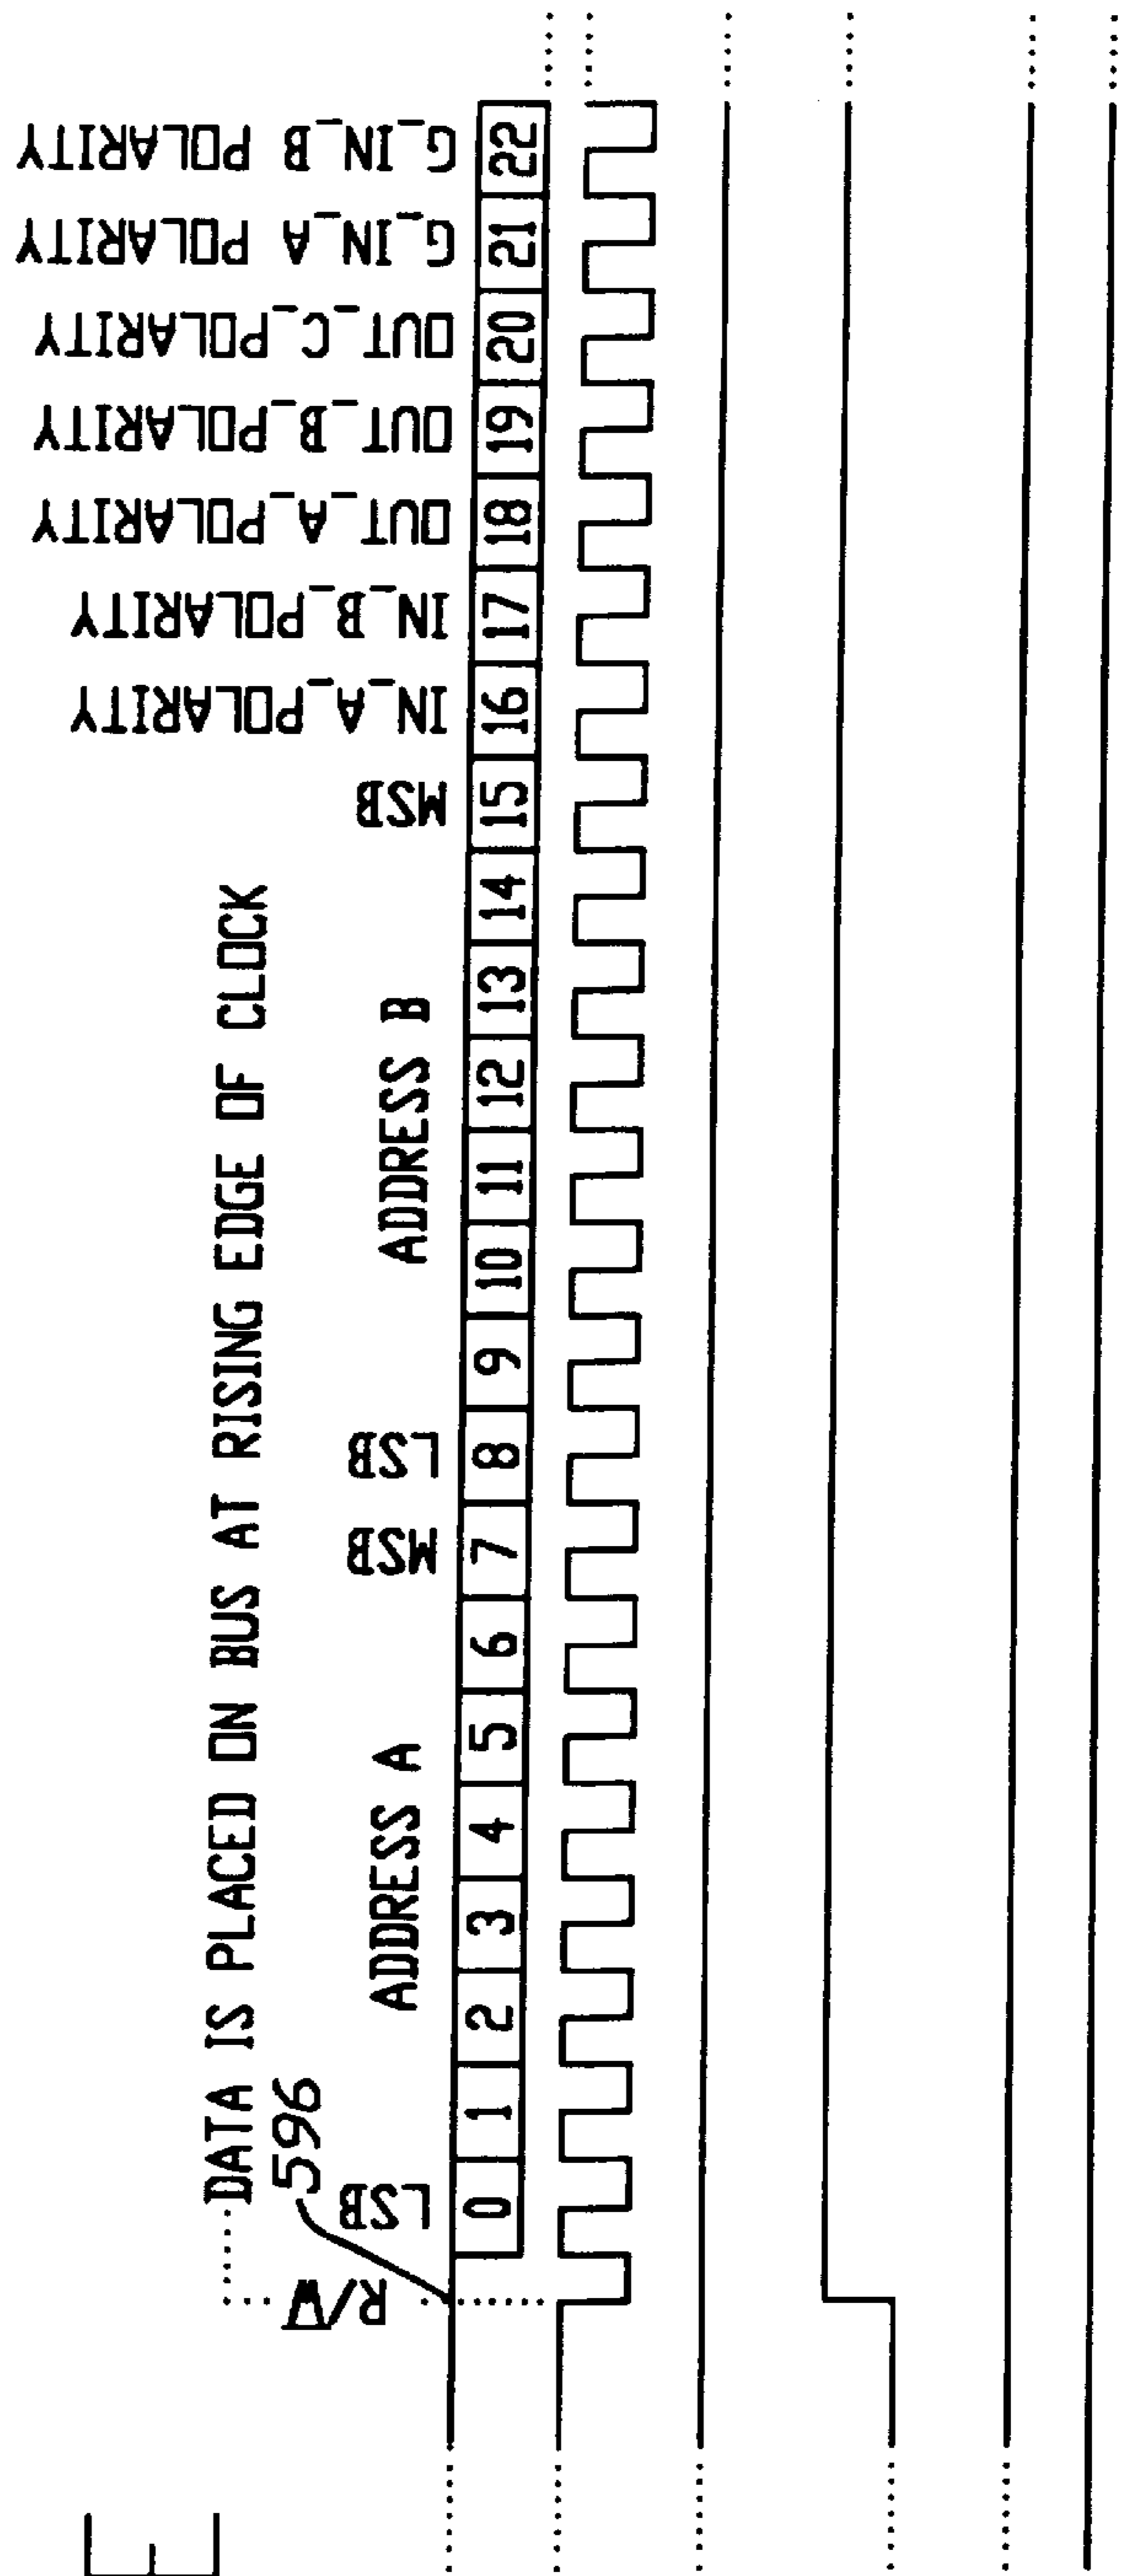 DATA IS PLACED ON BUS AT RISING EDGE OF CLOCK
596
R/W̅
LSB
ADDRESS A
MSB
LSB
ADDRESS B
MSB
IN_A_POLARITY
IN_B_POLARITY
OUT_A_POLARITY
OUT_B_POLARITY
OUT_C_POLARITY
G_IN_A POLARITY
G_IN_B POLARITY
0 1 2 3 4 5 6 7 8 9 10 11 12 13 14 15 16 17 18 19 20 21 22